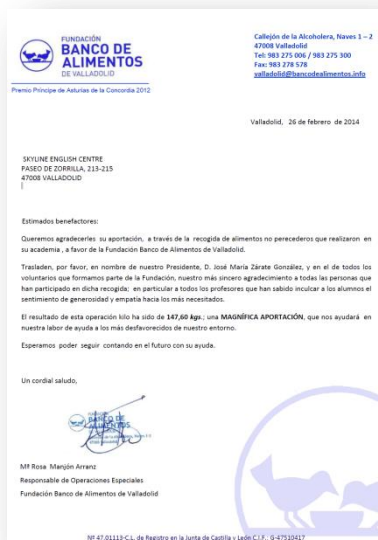 FUNDACIÓN
BANCO DE
ALIMENTOS
DE VALLADOLID
Premio Príncipe de Asturias de la Concordia 2012
Callejón de la Alcoholera, Naves 1 – 2
47008 Valladolid
Tel: 983 275 006 / 983 275 300
Fax: 983 278 578
valladolid@bancodealimentos.info
Valladolid, 26 de febrero de 2014
SKYLINE ENGLISH CENTRE
PASEO DE ZORRILLA, 213-215
47008 VALLADOLID
Estimados benefactores:
Queremos agradecerles su aportación, a través de la recogida de alimentos no perecederos que realizaron en
su academia , a favor de la Fundación Banco de Alimentos de Valladolid.
Trasladen, por favor, en nombre de nuestro Presidente, D. José María Zárate González, y en el de todos los
voluntarios que formamos parte de la Fundación, nuestro más sincero agradecimiento a todas las personas que
han participado en dicha recogida; en particular a todos los profesores que han sabido inculcar a los alumnos el
sentimiento de generosidad y empatía hacia los más necesitados.
El resultado de esta operación kilo ha sido de 147,60 kgs.; una MAGNÍFICA APORTACIÓN, que nos ayudará en
nuestra labor de ayuda a los más desfavorecidos de nuestro entorno.
Esperamos poder seguir contando en el futuro con su ayuda.
Un cordial saludo,
BANCO DE
ALIMENTOS
Mª Rosa Manjón Arranz
Responsable de Operaciones Especiales
Fundación Banco de Alimentos de Valladolid
Nº 47.01113-C.L. de Registro en la Junta de Castilla y León C.I.F.: G-47510417